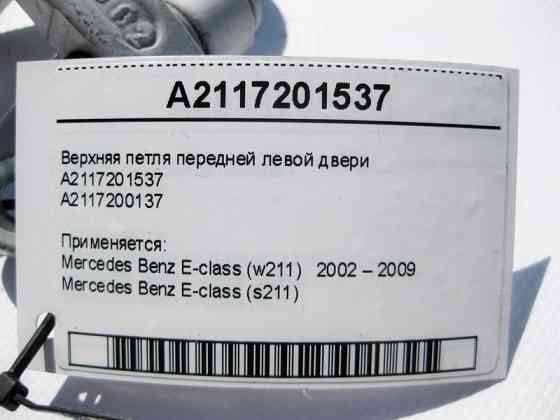 A2117201537
Верхняя петля передней левой двери
A2117201537
A2117200137
Применяется:
Mercedes Benz E-class (w211) 2002 – 2009
Mercedes Benz E-class (s211)